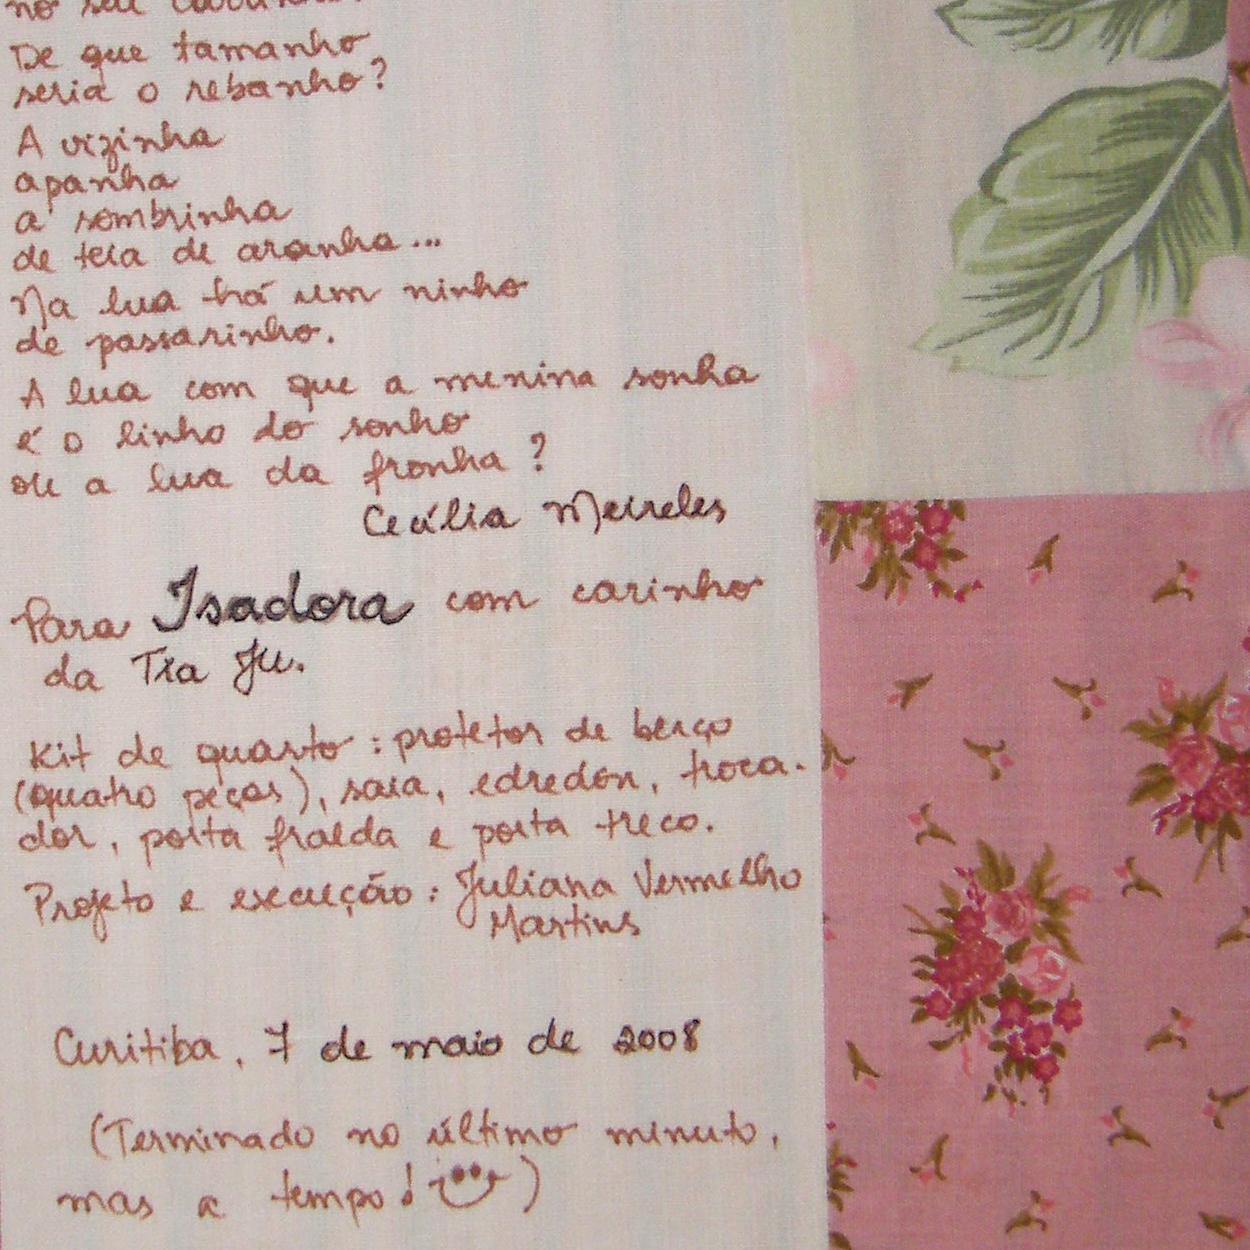 no seu
De que tamanho
seria o rebanho?
A vizinha
apanha
a sombrinha
de teia de aranha...
Na lua há um ninho
de passarinho.
A lua com que a menina sonha
é o linho do sonho
ou a lua da fronha?
Cecília Meireles
Para Isadora com carinho
da Tia Ju.
Kit de quarto: protetor de berço
(quatro peças), saia, edredon, troca-
dor, porta fralda e porta treco.
Projeto e execução: Juliana Vermelho
Martins
Curitiba, 7 de maio de 2008
(Terminado no último minuto,
mas a tempo!)